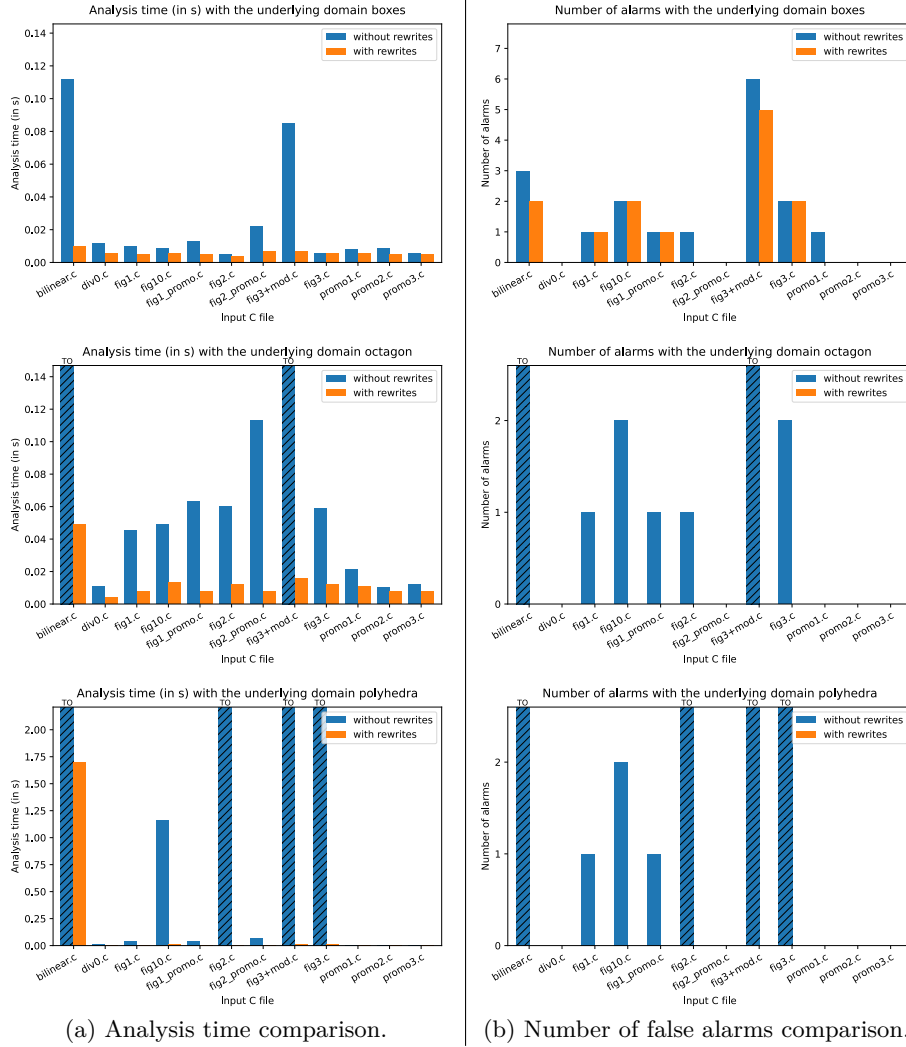 Analysis time (in s) with the underlying domain boxes
0.14
0.12
0.10
0.08
0.06
0.04
0.02
0.00
Analysis time (in s)
without rewrites
with rewrites
bilinear.c
div0.c
fig1.c
fig10.c
fig1_promo.c
fig2.c
fig2_promo.c
fig3+mod.c
fig3.c
promo1.c
promo2.c
promo3.c
Input C file
Number of alarms with the underlying domain boxes
7
6
5
4
3
2
1
0
Number of alarms
without rewrites
with rewrites
bilinear.c
div0.c
fig1.c
fig10.c
fig1_promo.c
fig2.c
fig2_promo.c
fig3+mod.c
fig3.c
promo1.c
promo2.c
promo3.c
Input C file
Analysis time (in s) with the underlying domain octagon
TO
TO
0.14
0.12
0.10
0.08
0.06
0.04
0.02
0.00
Analysis time (in s)
without rewrites
with rewrites
bilinear.c
div0.c
fig1.c
fig10.c
fig1_promo.c
fig2.c
fig2_promo.c
fig3+mod.c
fig3.c
promo1.c
promo2.c
promo3.c
Input C file
Number of alarms with the underlying domain octagon
TO
TO
2
1
0
Number of alarms
without rewrites
with rewrites
bilinear.c
div0.c
fig1.c
fig10.c
fig1_promo.c
fig2.c
fig2_promo.c
fig3+mod.c
fig3.c
promo1.c
promo2.c
promo3.c
Input C file
Analysis time (in s) with the underlying domain polyhedra
TO
TO
TO
TO
2.00
1.75
1.50
1.25
1.00
0.75
0.50
0.25
0.00
Analysis time (in s)
without rewrites
with rewrites
bilinear.c
div0.c
fig1.c
fig10.c
fig1_promo.c
fig2.c
fig2_promo.c
fig3+mod.c
fig3.c
promo1.c
promo2.c
promo3.c
Input C file
Number of alarms with the underlying domain polyhedra
TO
TO
TO
TO
2
1
0
Number of alarms
without rewrites
with rewrites
bilinear.c
div0.c
fig1.c
fig10.c
fig1_promo.c
fig2.c
fig2_promo.c
fig3+mod.c
fig3.c
promo1.c
promo2.c
promo3.c
Input C file
(a) Analysis time comparison.
(b) Number of false alarms comparison.